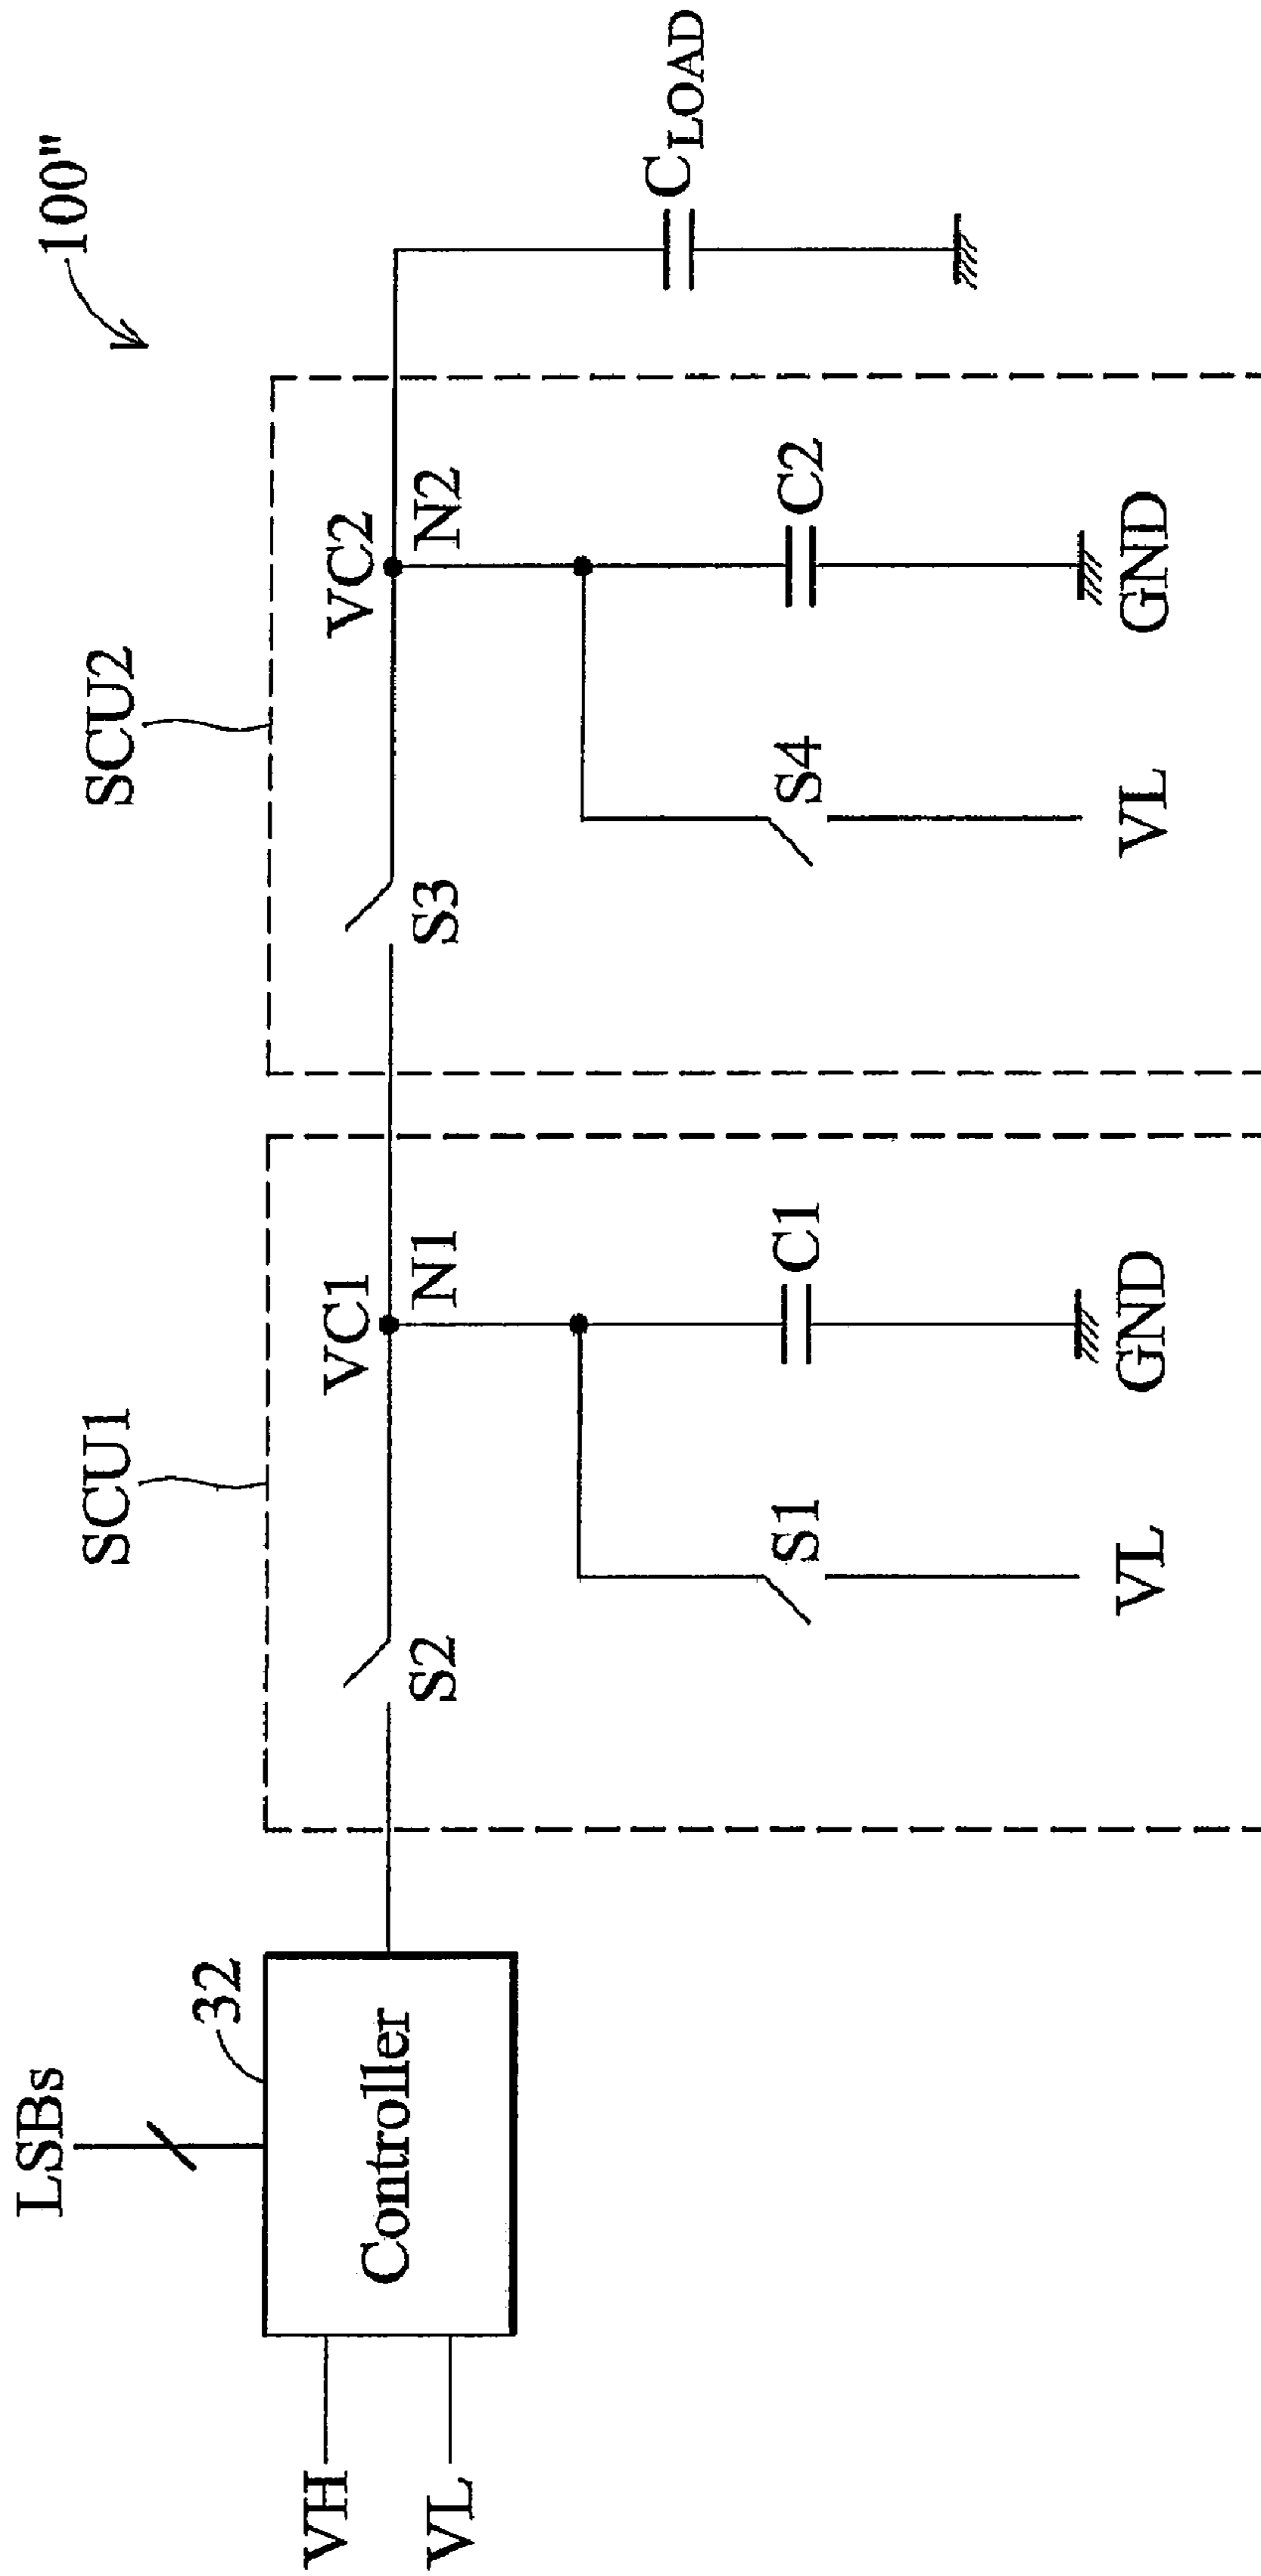 100"
SCU1
SCU2
LSBs
32
VH
VL
Controller
S2
VC1
N1
S3
VC2
N2
S1
C1
S4
C2
C_LOAD
VL
GND
VL
GND